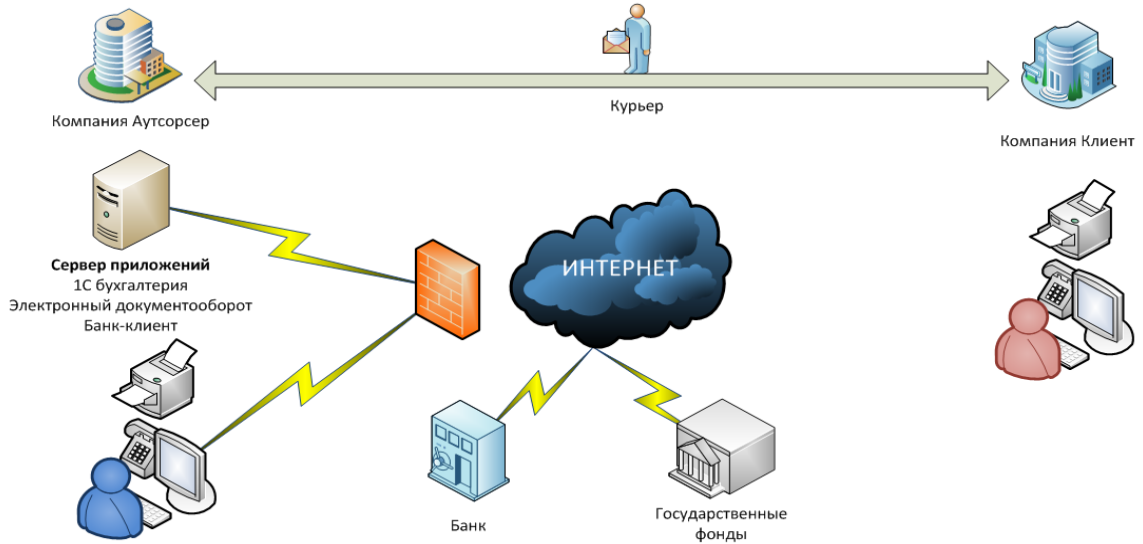 Компания Аутсорсер
Курьер
Компания Клиент
Сервер приложений
1С бухгалтерия
Электронный документооборот
Банк-клиент
ИНТЕРНЕТ
Банк
Государственные
фонды